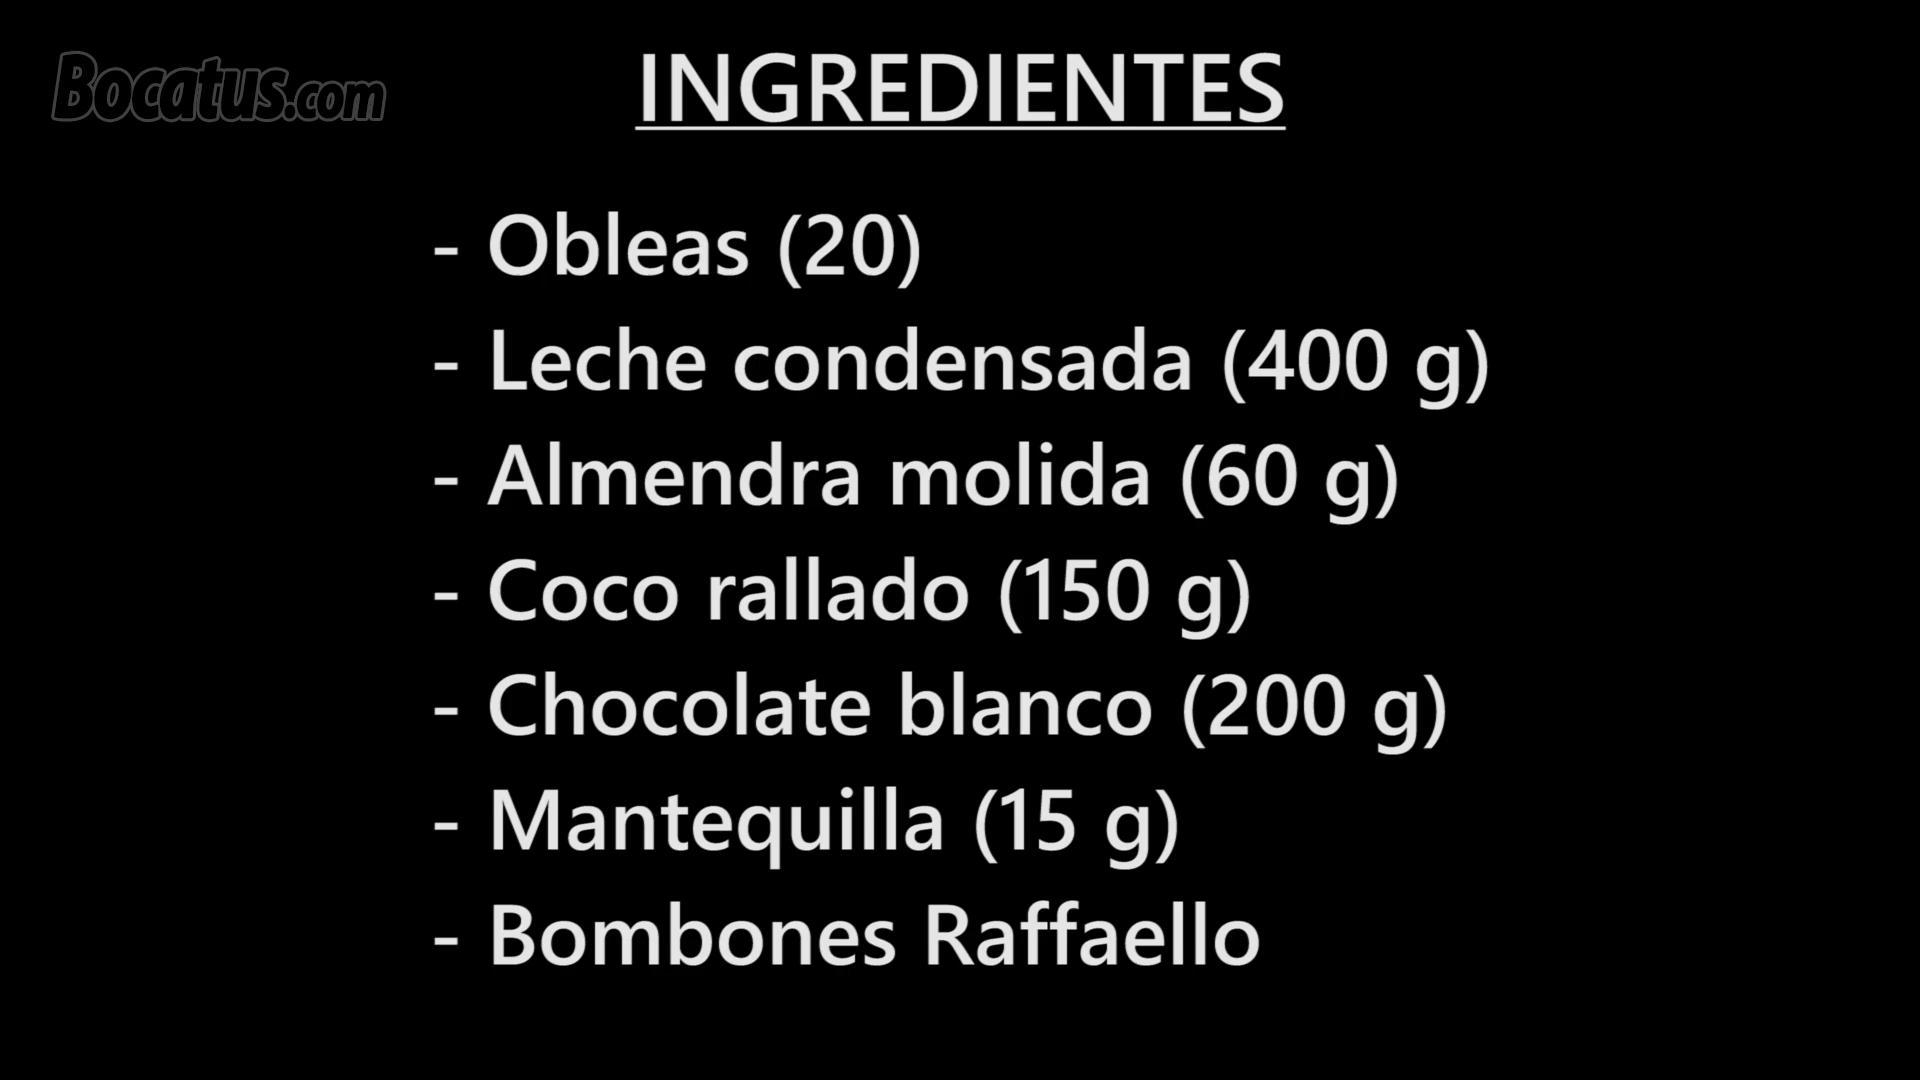 Bocatus.com
INGREDIENTES
- Obleas (20)
- Leche condensada (400 g)
- Almendra molida (60 g)
- Coco rallado (150 g)
- Chocolate blanco (200 g)
- Mantequilla (15 g)
- Bombones Raffaello